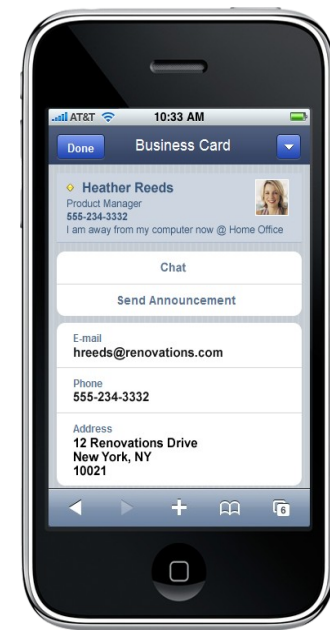 AT&T 10:33 AM
Done Business Card
Heather Reeds
Product Manager
555-234-3332
I am away from my computer now @ Home Office
Chat
Send Announcement
E-mail
hreeds@renovations.com
Phone
555-234-3332
Address
12 Renovations Drive
New York, NY
10021
6